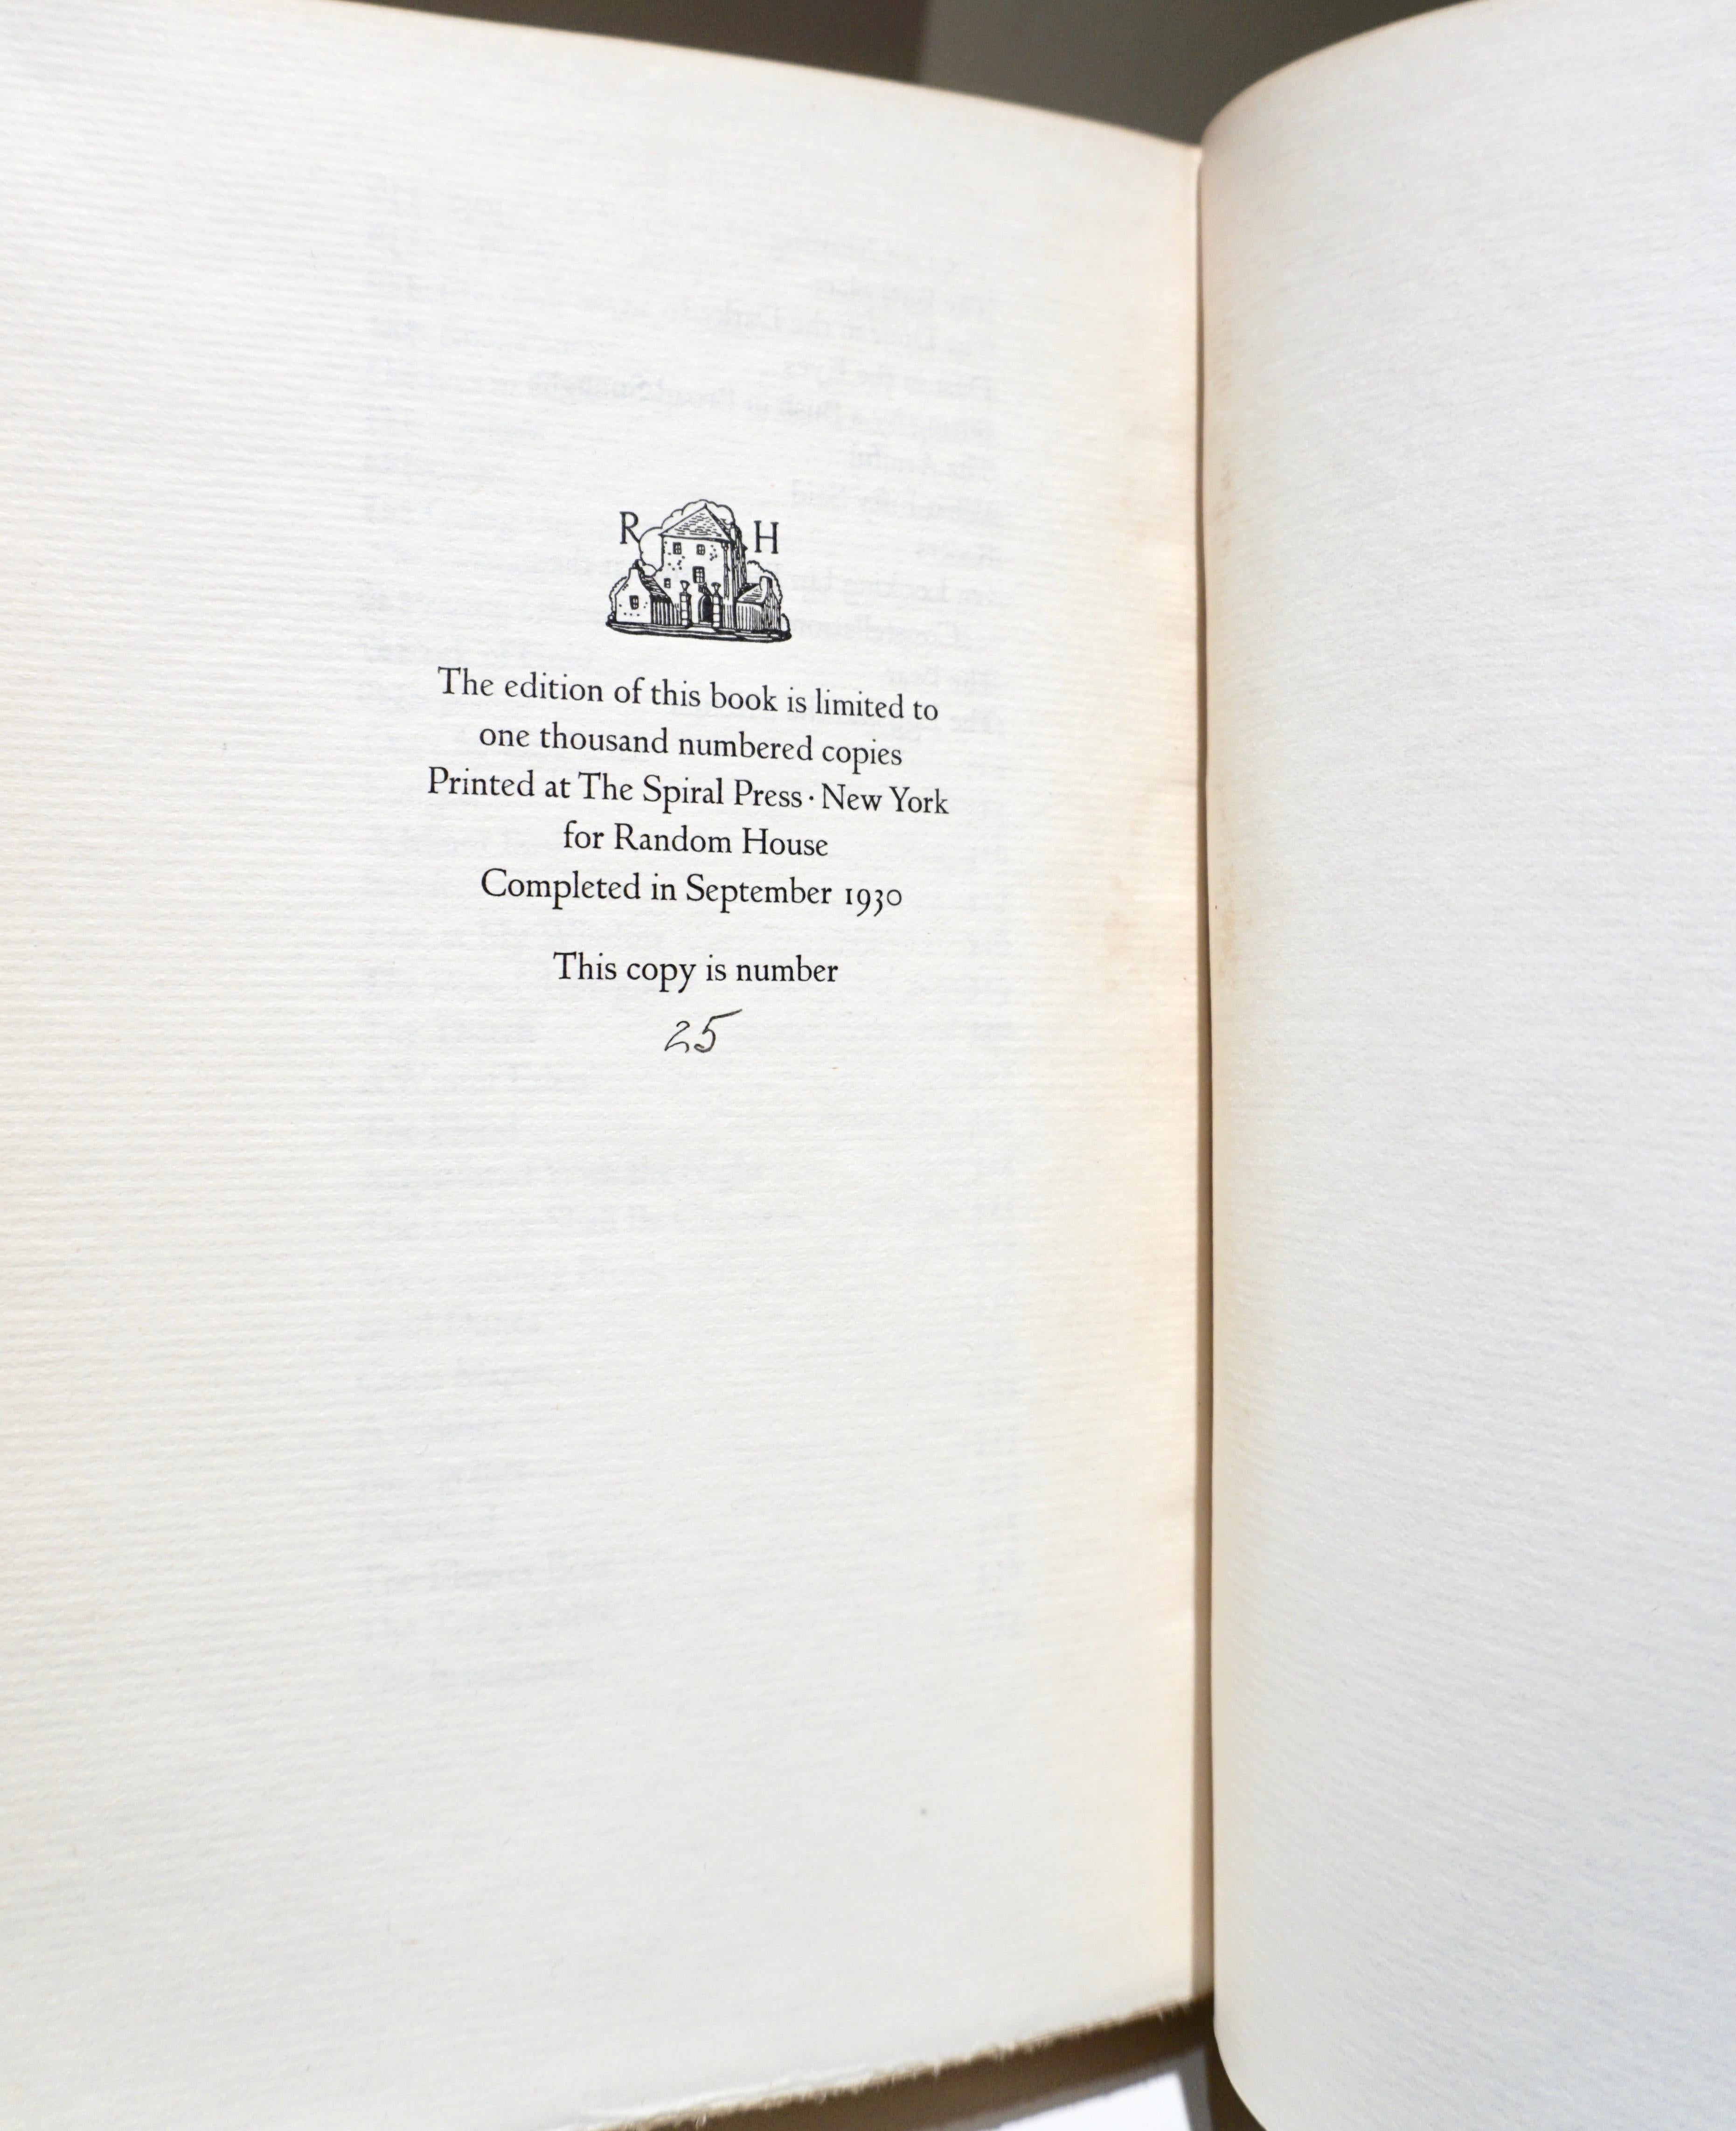 R H
The edition of this book is limited to
one thousand numbered copies
Printed at The Spiral Press · New York
for Random House
Completed in September 1930
This copy is number
25